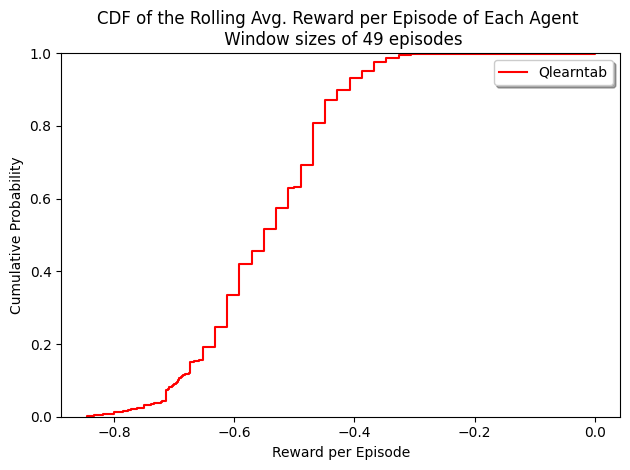 CDF of the Rolling Avg. Reward per Episode of Each Agent
Window sizes of 49 episodes
Qlearntab
1.0
0.8
0.6
0.4
0.2
0.0
Cumulative Probability
−0.8
−0.6
−0.4
−0.2
0.0
Reward per Episode